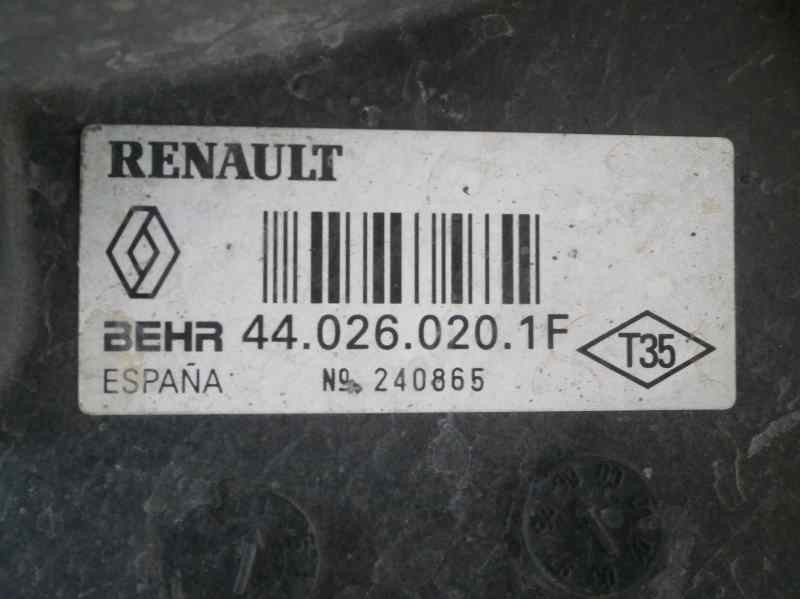 RENAULT
BEHR 44.026.020.1F
T35
ESPAÑA Nº 240865